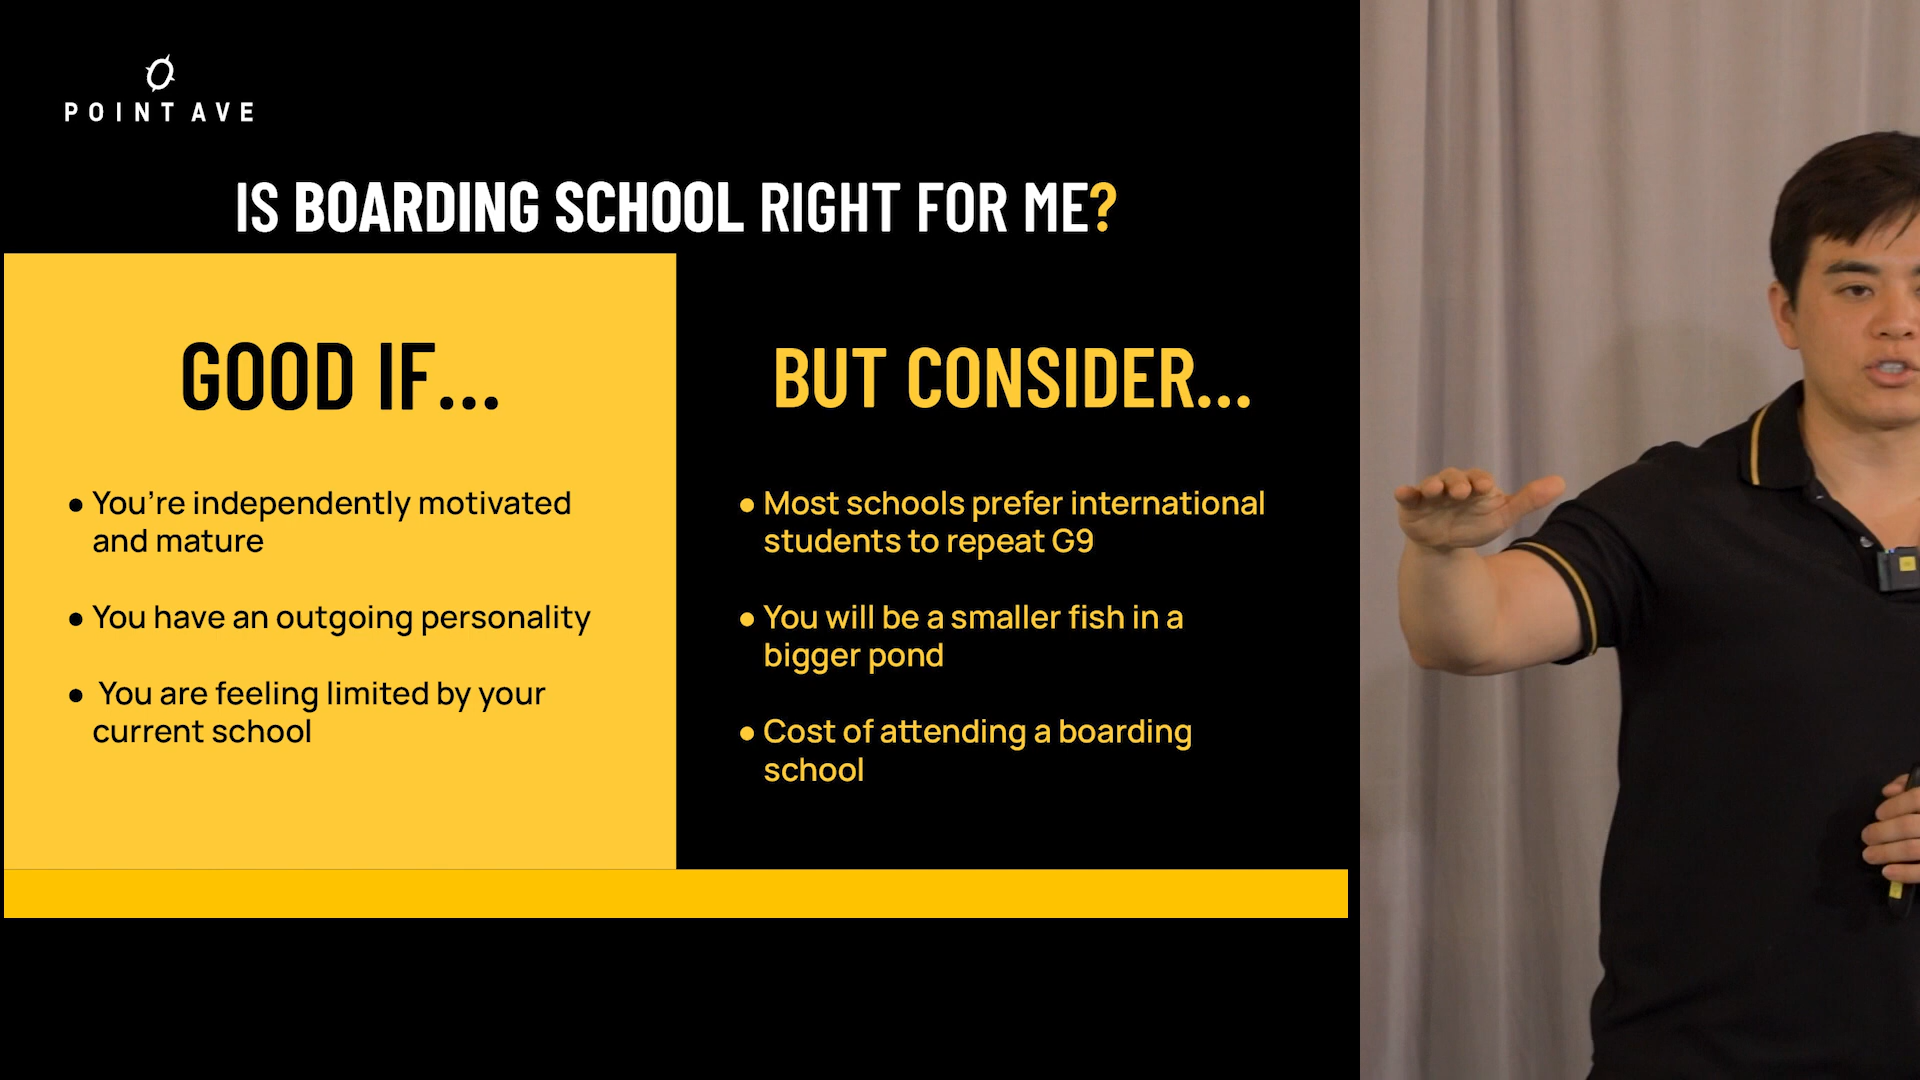 POINT AVE
IS BOARDING SCHOOL RIGHT FOR ME?
GOOD IF...
● You're independently motivated
and mature
● You have an outgoing personality
● You are feeling limited by your
current school
BUT CONSIDER...
● Most schools prefer international
students to repeat G9
● You will be a smaller fish in a
bigger pond
● Cost of attending a boarding
school